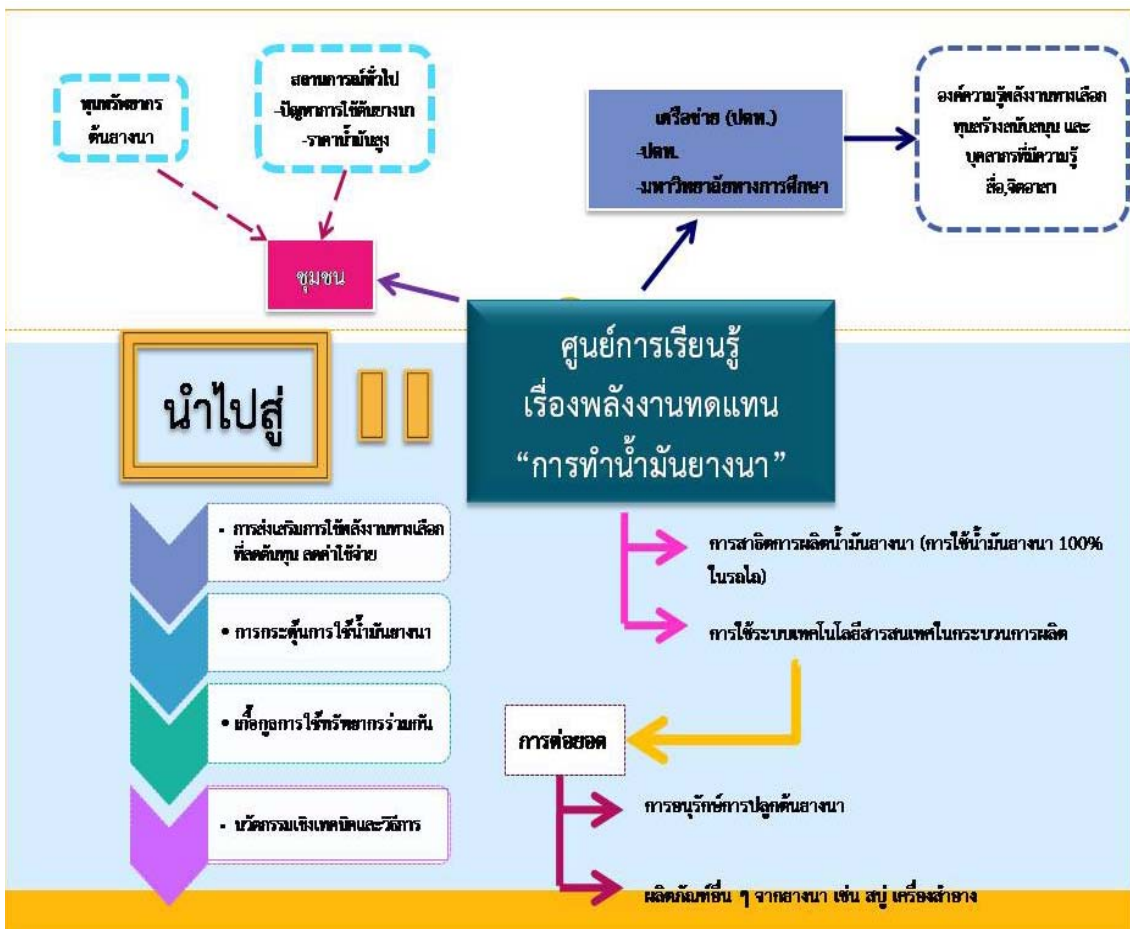 ทุนทรัพยากร
ต้นยางนา
สถานการณ์ทั่วไป
-ปัญหาการใช้ต้นยางนา
-ราคาน้ำมันสูง
เครือข่าย (ปตท.)
-ปตท.
-มหาวิทยาลัยทางการศึกษา
องค์ความรู้พลังงานทางเลือก
ทุนสร้างสนับสนุน และ
บุคลากรที่มีความรู้
สื่อ,จิตอาสา
ชุมชน
ศูนย์การเรียนรู้
เรื่องพลังงานทดแทน
“การทำน้ำมันยางนา”
นำไปสู่
- การส่งเสริมการใช้พลังงานทางเลือก
ที่ลดต้นทุน ลดค่าใช้จ่าย
• การกระตุ้นการใช้น้ำมันยางนา
• เกื้อกูลการใช้ทรัพยากรร่วมกัน
- นวัตกรรมเชิงเทคนิคและวิธีการ
การสาธิตการผลิตน้ำมันยางนา (การใช้น้ำมันยางนา 100%
ในรถไถ)
การใช้ระบบเทคโนโลยีสารสนเทศในกระบวนการผลิต
การต่อยอด
การอนุรักษ์การปลูกต้นยางนา
ผลิตภัณฑ์อื่น ๆ จากยางนา เช่น สบู่ เครื่องสำอาง